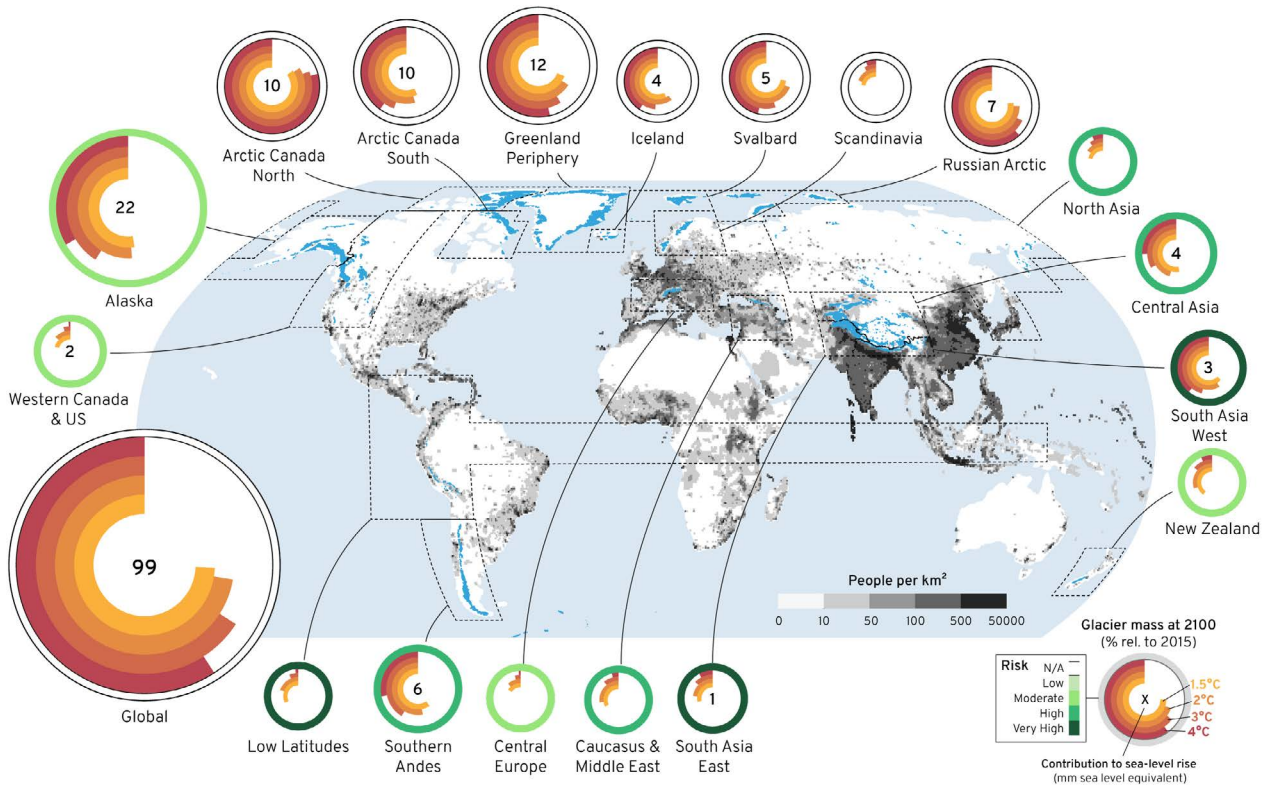 10
10
12
4
5
7
Arctic Canada
North
Arctic Canada
South
Greenland
Periphery
Iceland
Svalbard
Scandinavia
Russian Arctic
North Asia
22
Alaska
4
Central Asia
2
Western Canada
& US
3
South Asia
West
New Zealand
99
Global
People per km²
0 10 50 100 500 50000
Low Latitudes
6
Southern
Andes
Central
Europe
Caucasus &
Middle East
1
South Asia
East
Glacier mass at 2100
(% rel. to 2015)
Risk
N/A
Low
Moderate
High
Very High
X
1.5°C
2°C
3°C
4°C
Contribution to sea-level rise
(mm sea level equivalent)